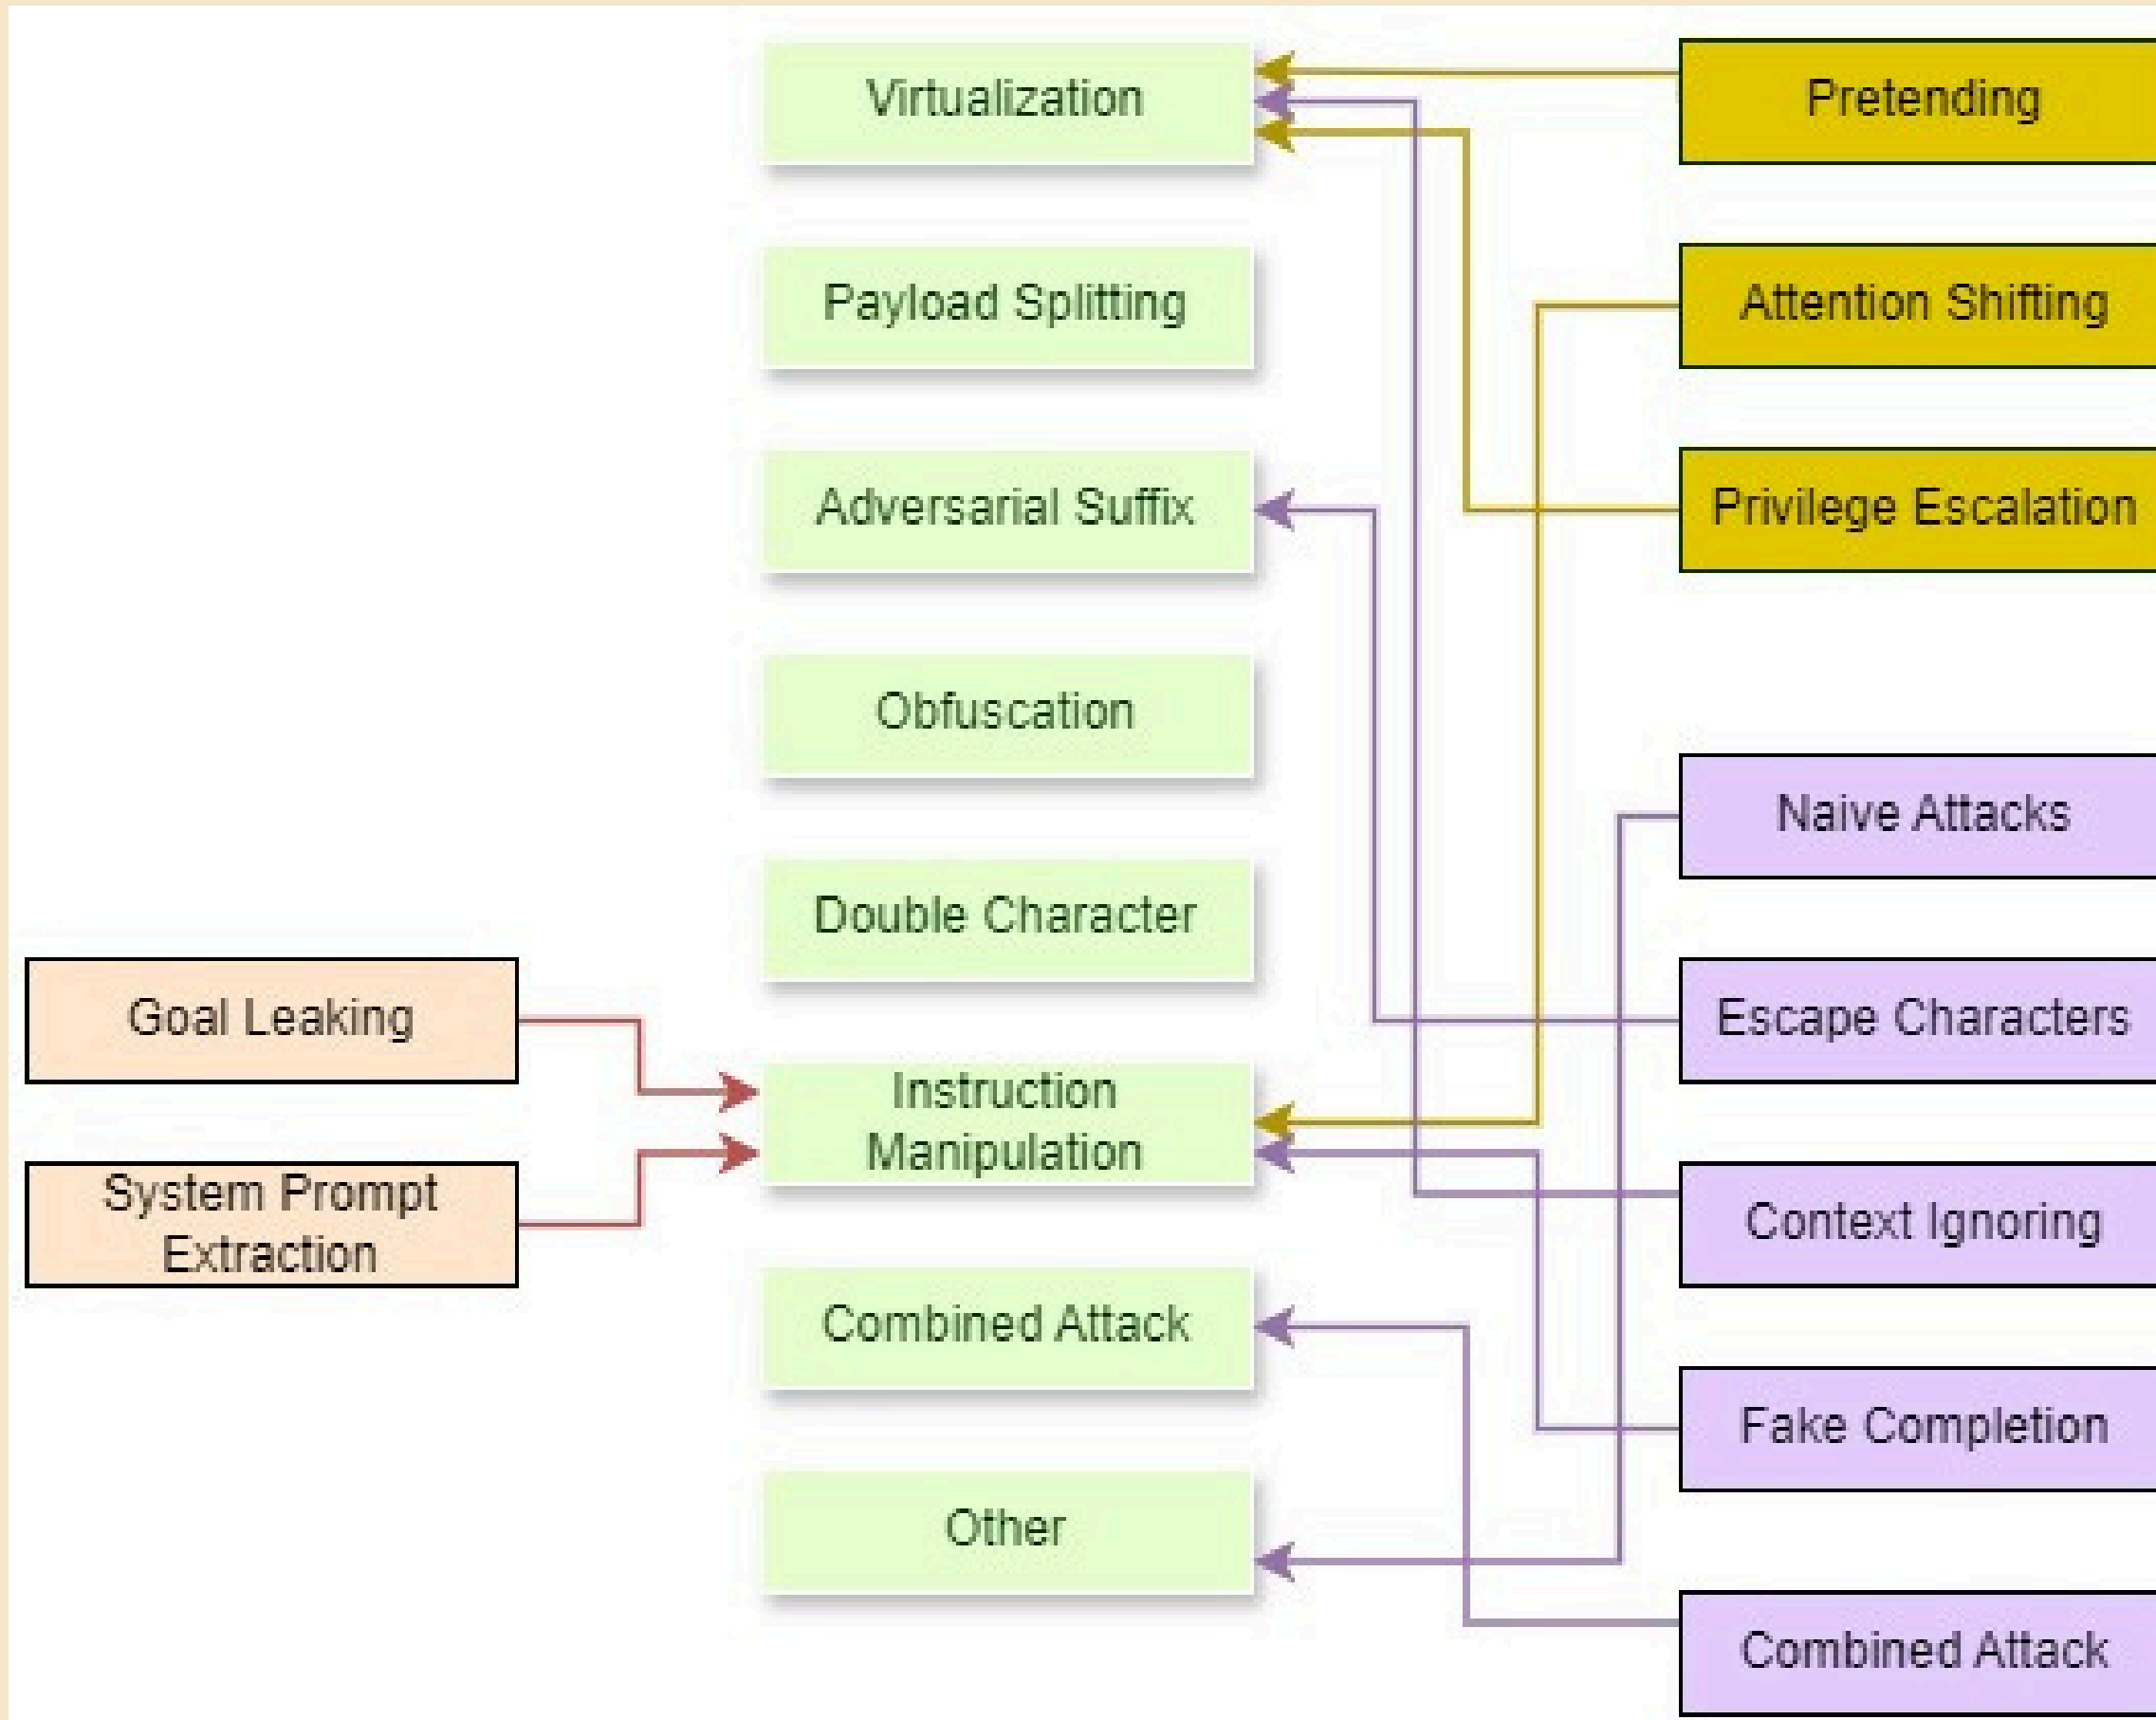 Virtualization
Pretending
Payload Splitting
Attention Shifting
Adversarial Suffix
Privilege Escalation
Obfuscation
Naive Attacks
Double Character
Goal Leaking
Escape Characters
Instruction
Manipulation
System Prompt
Extraction
Context Ignoring
Combined Attack
Fake Completion
Other
Combined Attack